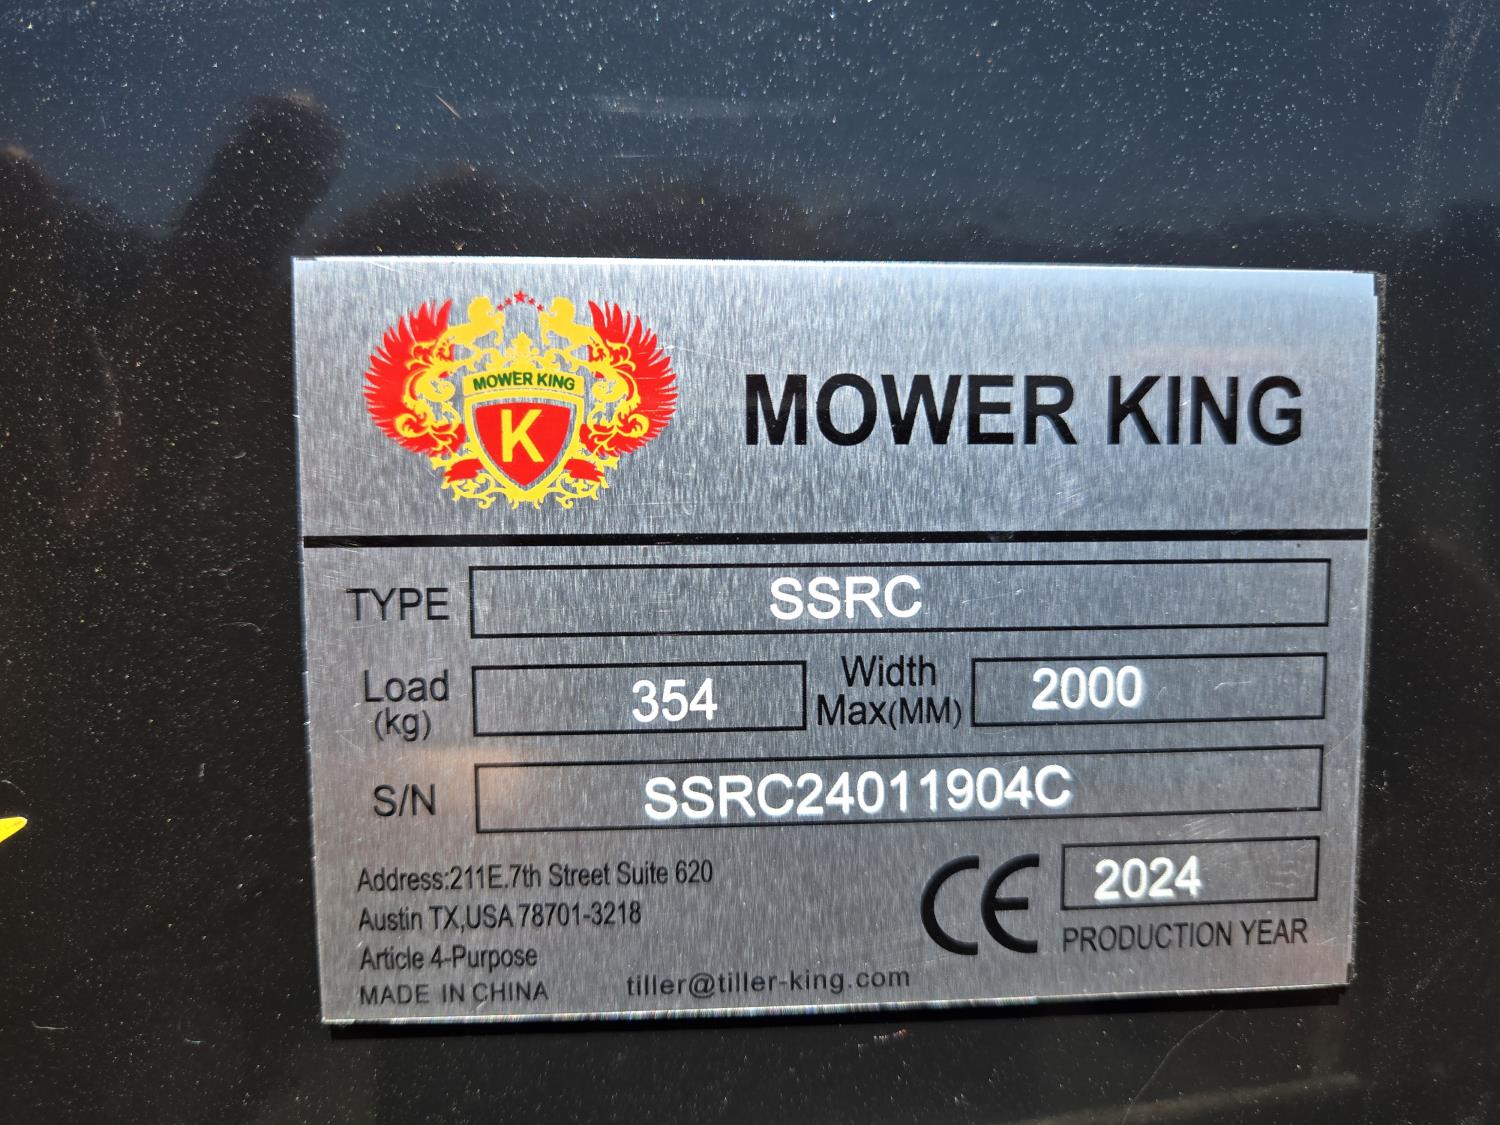 MOWER KING
K
MOWER KING
TYPE SSRC
Load (kg) 354 Width Max(MM) 2000
S/N SSRC24011904C
Address:211E.7th Street Suite 620
Austin TX,USA 78701-3218
Article 4-Purpose
MADE IN CHINA
tiller@tiller-king.com
CE 2024
PRODUCTION YEAR